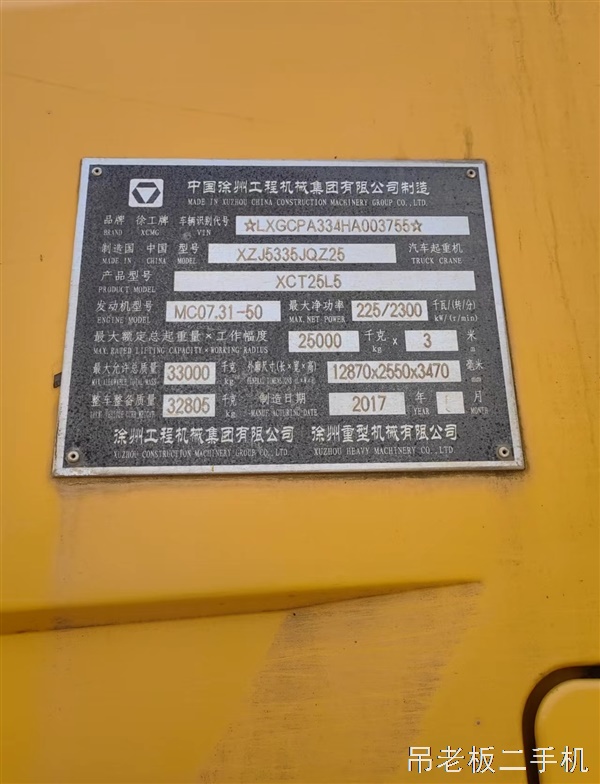 中国徐州工程机械集团有限公司制造
MADE IN XUZHOU CHINA CONSTRUCTION MACHINERY GROUP CO., LTD.
品牌 徐工牌 车辆识别代号 ☆LXGCPA334HA003755☆
BRAND XCMG VIN
制造国 中国 型号 XZJ5335JQZ25 汽车起重机
MADE IN CHINA MODEL TRUCK CRANE
产品型号 XCT25L5
PRODUCT MODEL
发动机型号 MC07.31-50 最大净功率 225/2300 千瓦/(转/分)
ENGINE MODEL MAX. NET POWER kW/(r/min)
最大额定总起重量×工作幅度 25000 千克 × 3 米
MAX. RATED LIFTING CAPACITY×WORKING RADIUS kg m
最大允许总质量 33000 千克 外廓尺寸(长×宽×高) 12870x2550x3470 毫米
MAX. ALLOWABLE TOTAL MASS kg
整车整备质量 32805 千克 制造日期 2017 年 月
kg MANUFACTURING DATE YEAR MONTH
徐州工程机械集团有限公司 徐州重型机械有限公司
XUZHOU CONSTRUCTION MACHINERY GROUP CO., LTD XUZHOU HEAVY MACHINERY CO., LTD
吊老板二手机